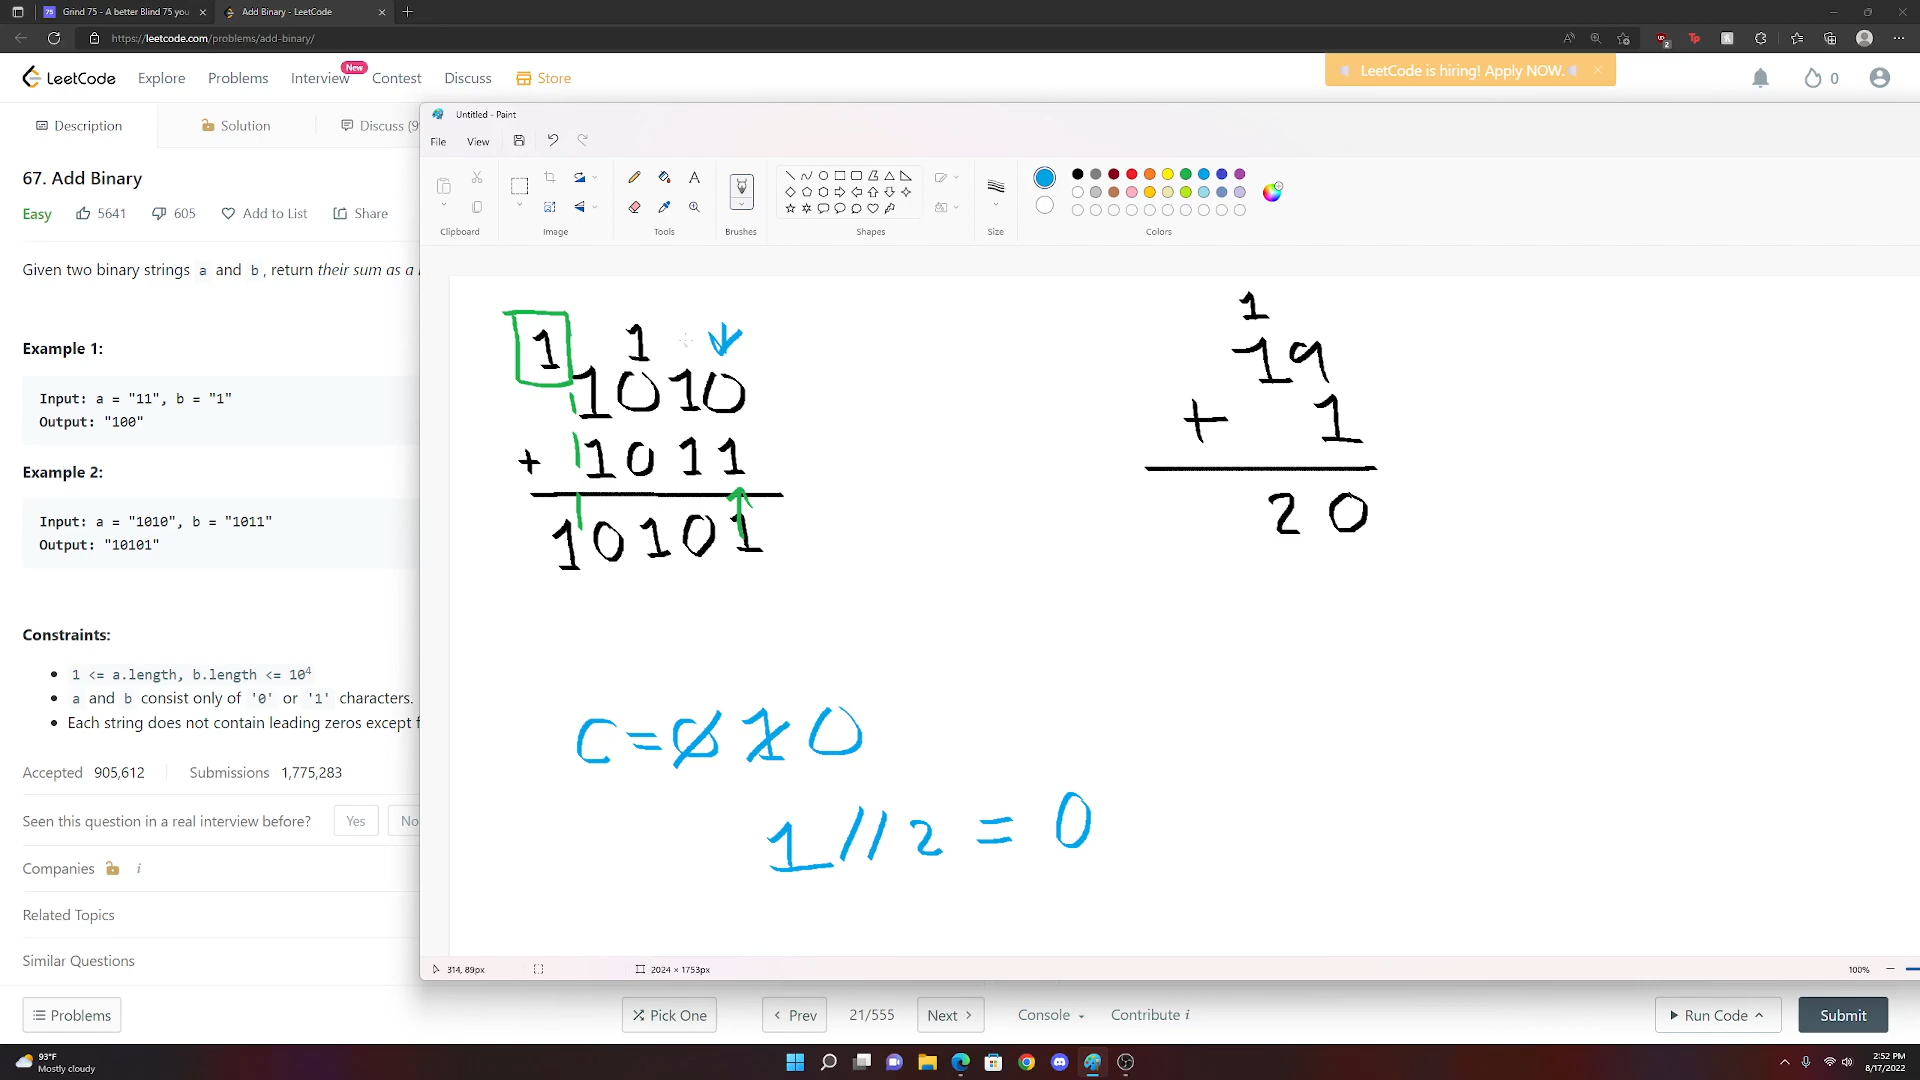 Grind 75 - A better Blind 75 you
Add Binary - LeetCode
https://leetcode.com/problems/add-binary/
LeetCode
Explore
Problems
Interview
New
Contest
Discuss
Store
LeetCode is hiring! Apply NOW.
0
Description
Solution
Discuss (9
67. Add Binary
Easy
5641
605
Add to List
Share
Given two binary strings a and b, return their sum as a
Example 1:
Input: a = "11", b = "1"
Output: "100"
Example 2:
Input: a = "1010", b = "1011"
Output: "10101"
Constraints:
1 <= a.length, b.length <= 10⁴
a and b consist only of '0' or '1' characters.
Each string does not contain leading zeros except f
Accepted 905,612 Submissions 1,775,283
Seen this question in a real interview before? Yes No
Companies i
Related Topics
Similar Questions
Untitled - Paint
File View
Clipboard
Image
Tools
Brushes
Shapes
Size
Colors
1 1
1010
+ 1011
10101
1
19
+ 1
20
C=0 1 0
1//2 = 0
314, 89px
2024 × 1753px
100%
Problems
Pick One
Prev
21/555
Next
Console
Contribute i
Run Code
Submit
93°F
Mostly cloudy
2:52 PM
8/17/2022